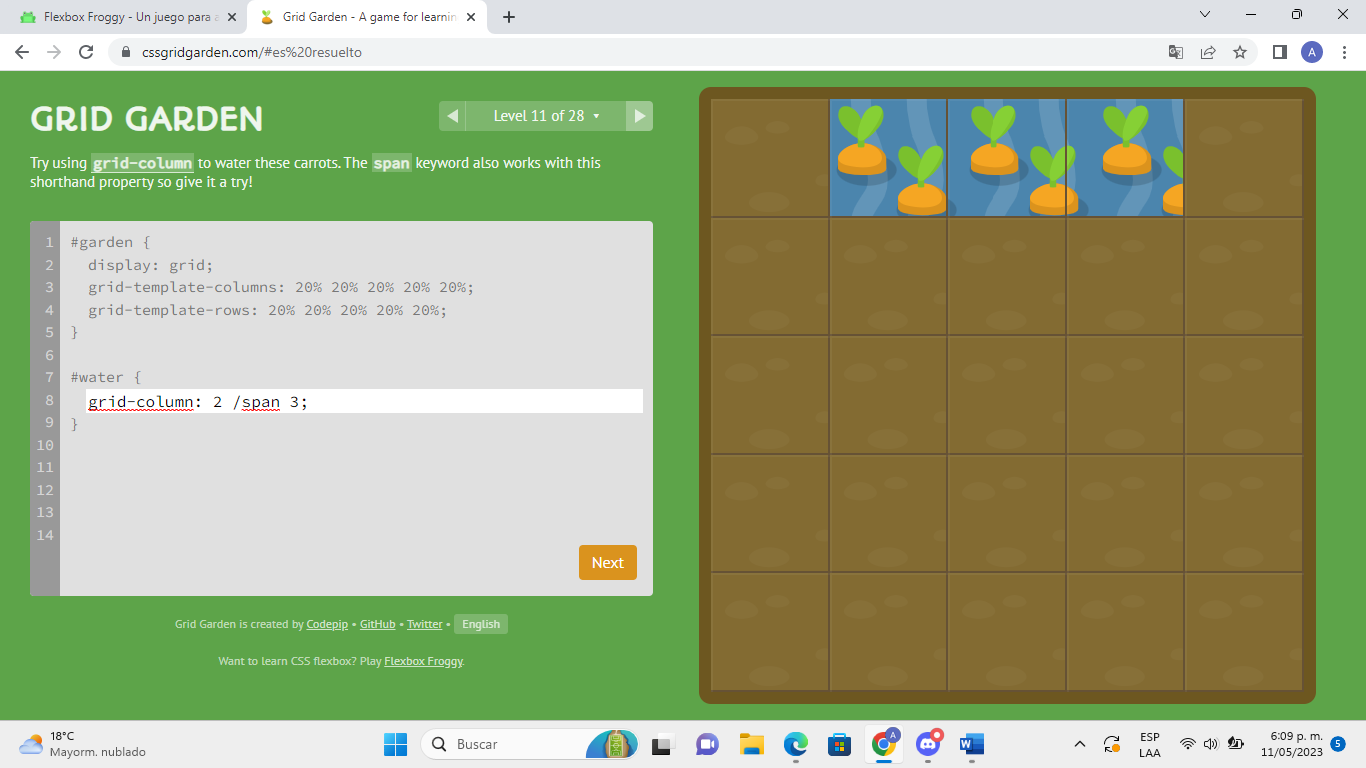 Flexbox Froggy - Un juego para a
Grid Garden - A game for learnin
cssgridgarden.com/#es%20resuelto
A
GRID GARDEN
Level 11 of 28
Try using grid-column to water these carrots. The span keyword also works with this
shorthand property so give it a try!
1 #garden {
2 display: grid;
3 grid-template-columns: 20% 20% 20% 20% 20%;
4 grid-template-rows: 20% 20% 20% 20% 20%;
5 }
6
7 #water {
8 grid-column: 2 /span 3;
9 }
10
11
12
13
14
Next
Grid Garden is created by Codepip • GitHub • Twitter • English
Want to learn CSS flexbox? Play Flexbox Froggy.
18°C
Mayorm. nublado
Buscar
A
W
ESP
LAA
6:09 p. m.
11/05/2023
5